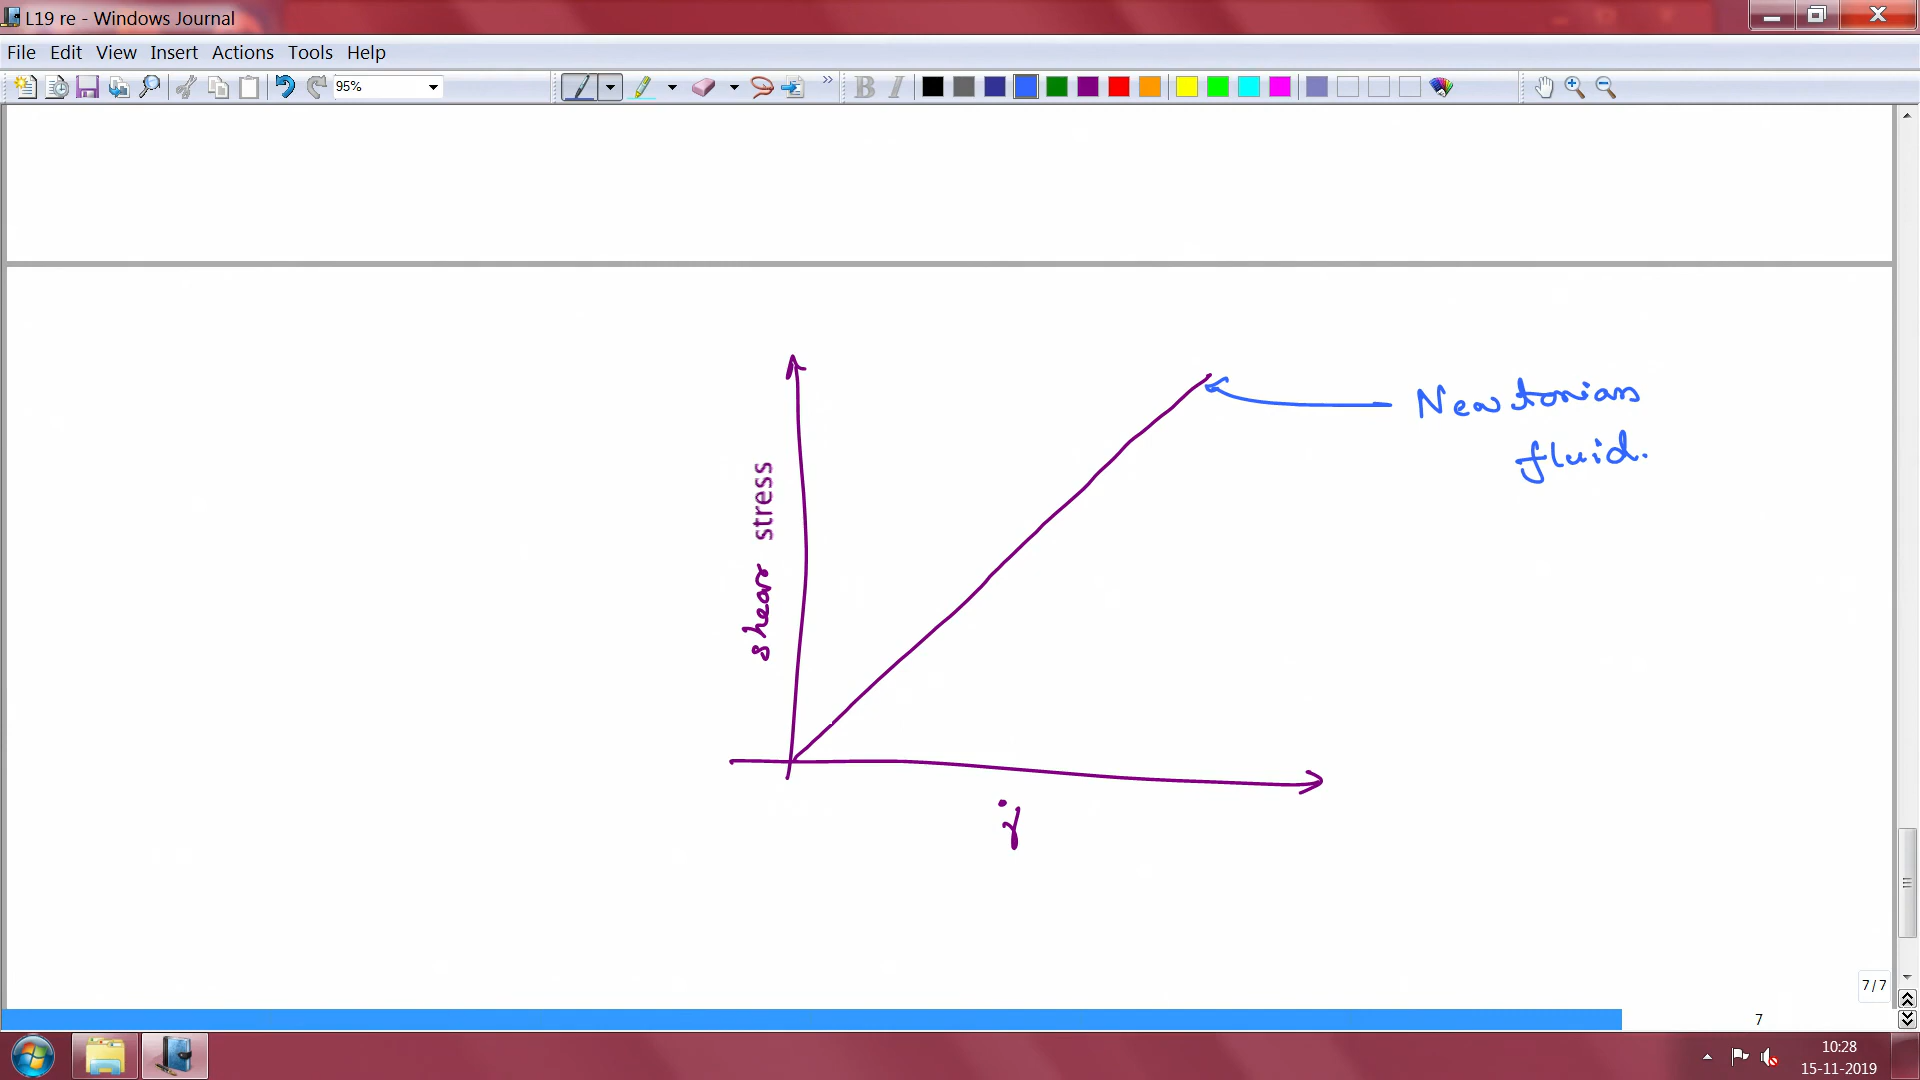 L19 re - Windows Journal
File Edit View Insert Actions Tools Help
95%
B I
Newtonian
fluid.
shear stress
γ̇
7 / 7
7
10:28
15-11-2019